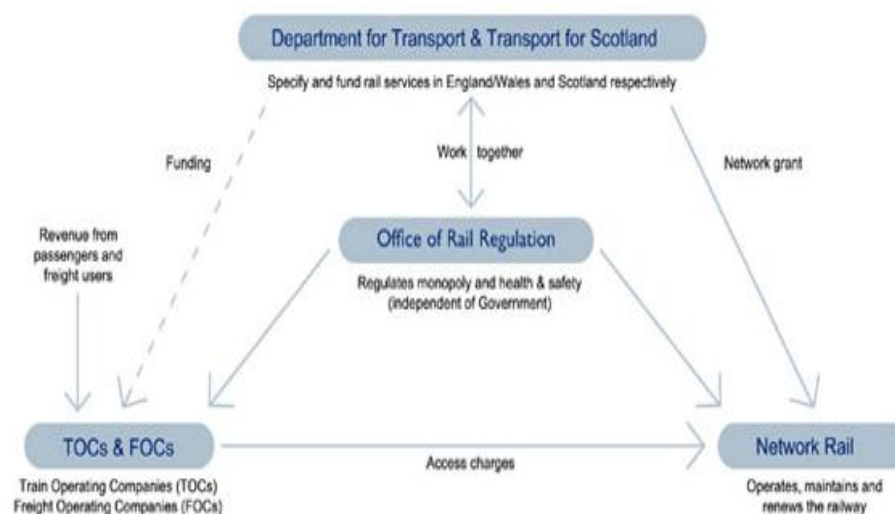 Department for Transport & Transport for Scotland
Specify and fund rail services in England/Wales and Scotland respectively
Funding
Work together
Network grant
Revenue from
passengers and
freight users
Office of Rail Regulation
Regulates monopoly and health & safety
(independent of Government)
TOCs & FOCs
Access charges
Network Rail
Train Operating Companies (TOCs)
Freight Operating Companies (FOCs)
Operates, maintains and
renews the railway